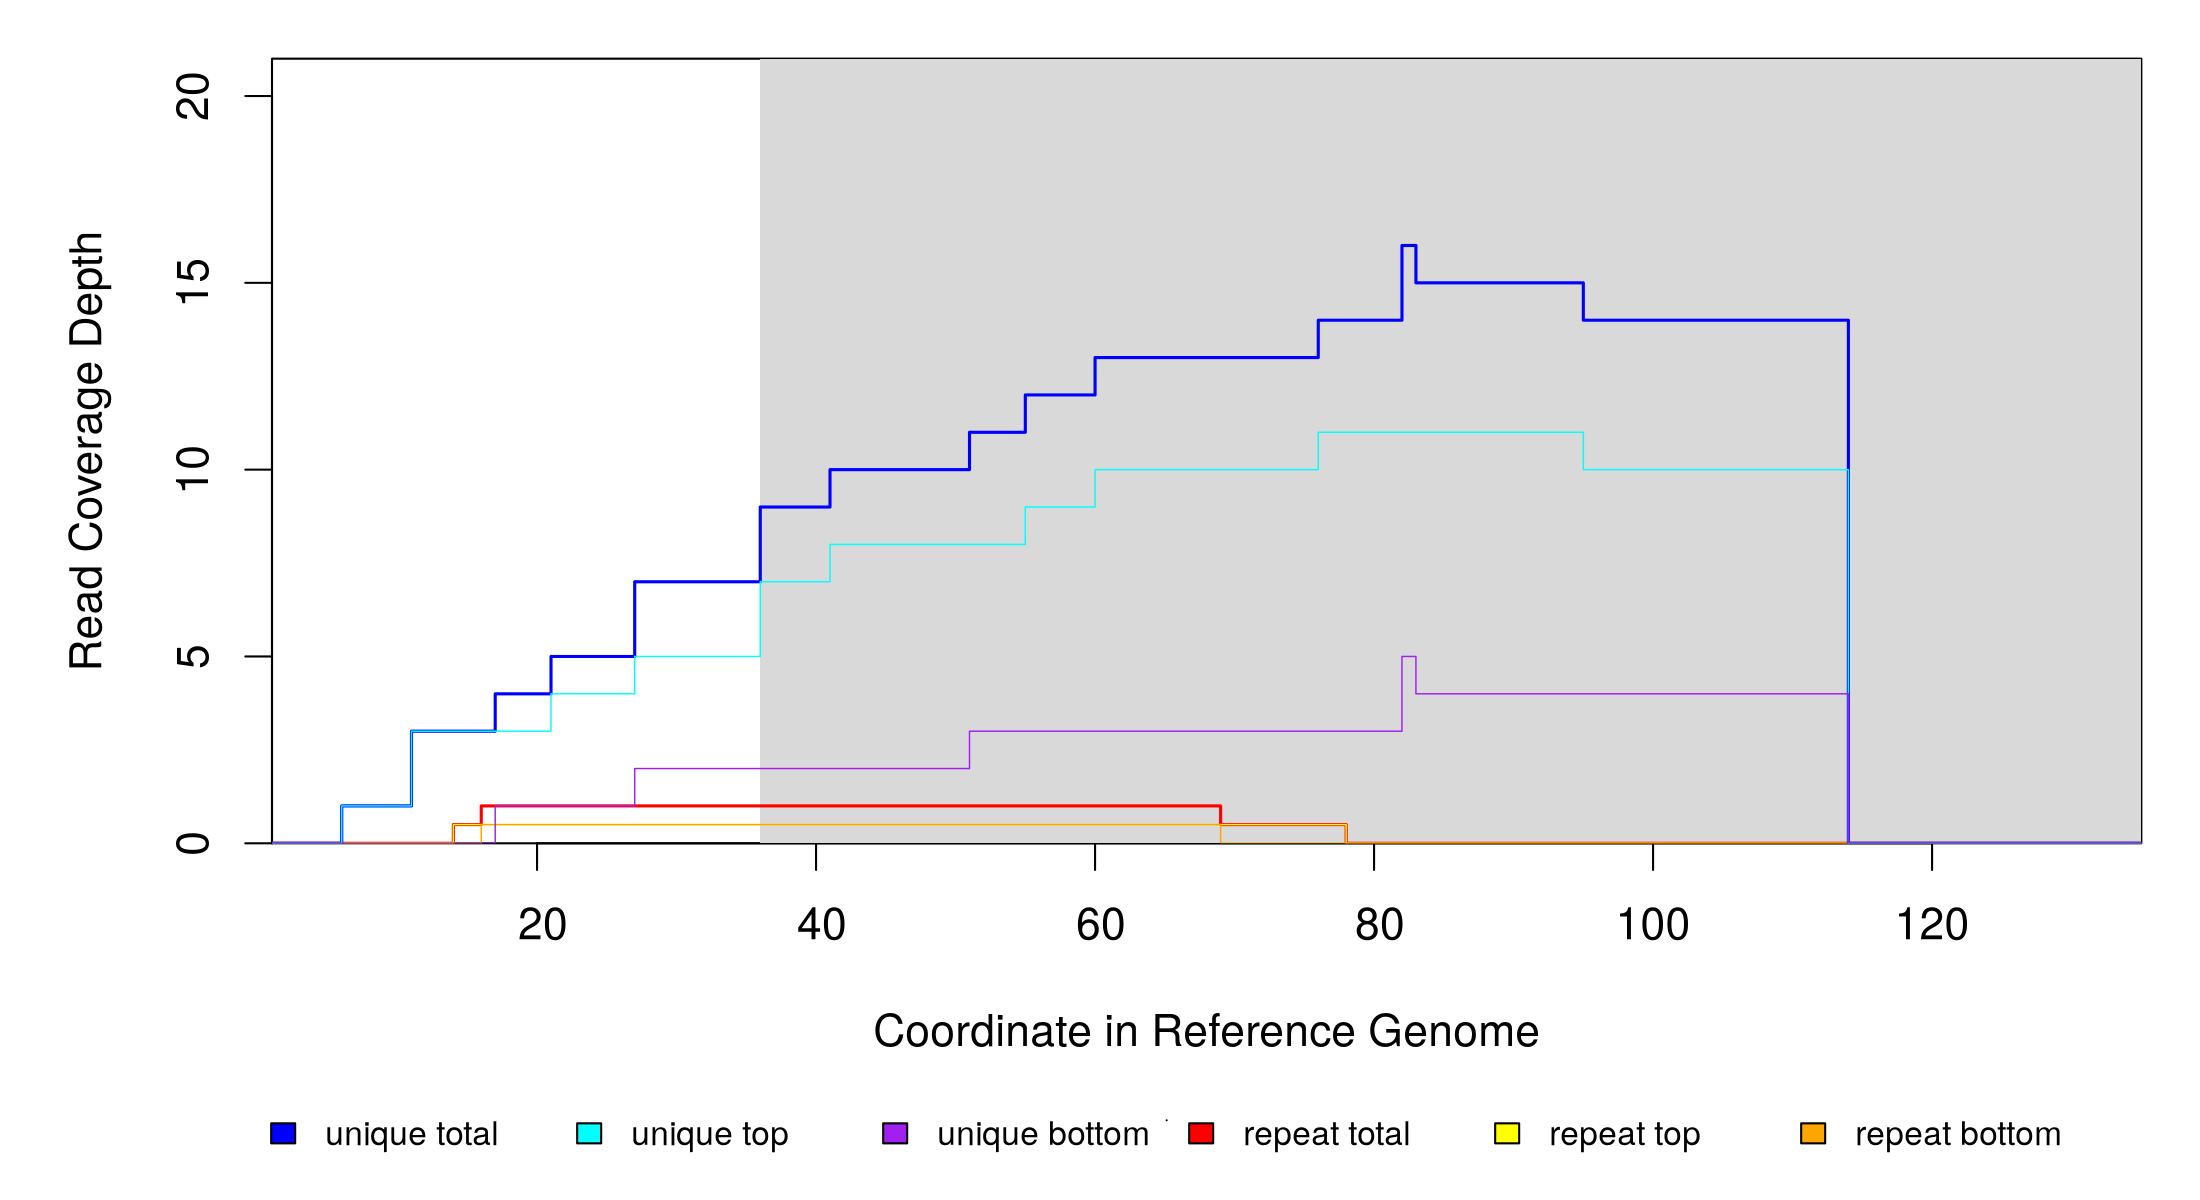 20
15
10
5
0
Read Coverage Depth
20 40 60 80 100 120
Coordinate in Reference Genome
unique total unique top unique bottom repeat total repeat top repeat bottom